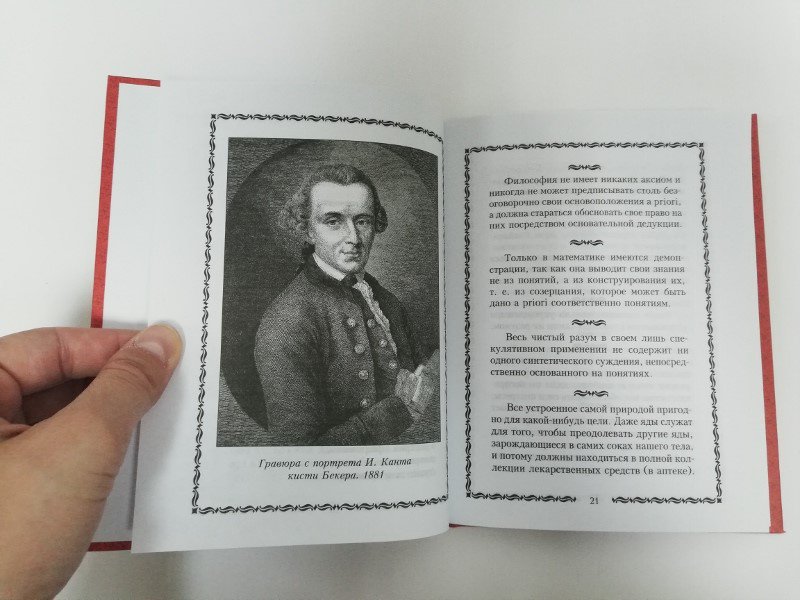 Гравюра с портрета И. Канта
кисти Бекера. 1881
Философия не имеет никаких аксиом и
никогда не может предписывать столь без-
оговорочно свои основоположения a priori,
а должна стараться обосновать свое право на
них посредством основательной дедукции.
Только в математике имеются демон-
страции, так как она выводит свои знания
не из понятий, а из конструирования их,
т. е. из созерцания, которое может быть
дано a priori соответственно понятиям.
Весь чистый разум в своем лишь спе-
кулятивном применении не содержит ни
одного синтетического суждения, непосред-
ственно основанного на понятиях.
Все устроенное самой природой пригод-
но для какой-нибудь цели. Даже яды служат
для того, чтобы преодолевать другие яды,
зарождающиеся в самих соках нашего тела,
и потому должны находиться в полной кол-
лекции лекарственных средств (в аптеке).
21